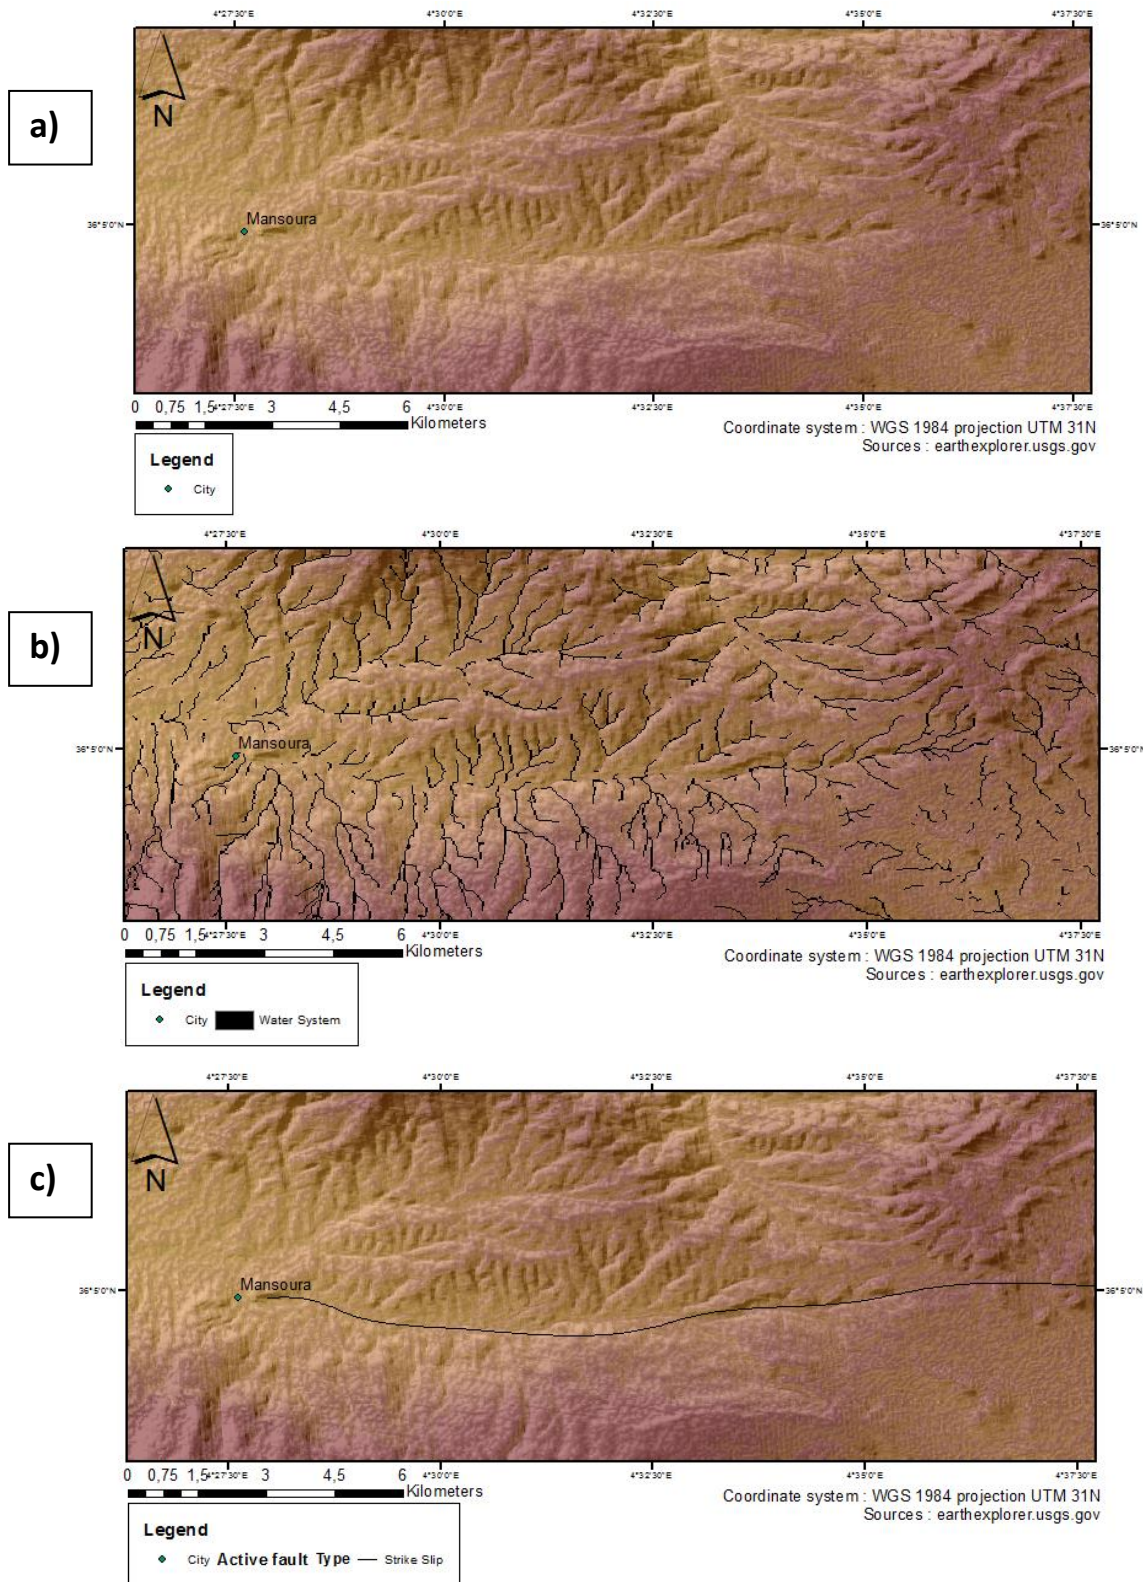 4°27'30"E 4°30'0"E 4°32'30"E 4°35'0"E 4°37'30"E
a)
N
Mansoura
36°5'0"N 36°5'0"N
0 0,75 1,5 3 4,5 6
4°27'30"E 4°30'0"E 4°32'30"E 4°35'0"E 4°37'30"E
Kilometers
Coordinate system : WGS 1984 projection UTM 31N
Sources : earthexplorer.usgs.gov
Legend
City
4°27'30"E 4°30'0"E 4°32'30"E 4°35'0"E 4°37'30"E
b)
N
Mansoura
36°5'0"N 36°5'0"N
0 0,75 1,5 3 4,5 6
4°27'30"E 4°30'0"E 4°32'30"E 4°35'0"E 4°37'30"E
Kilometers
Coordinate system : WGS 1984 projection UTM 31N
Sources : earthexplorer.usgs.gov
Legend
City Water System
4°27'30"E 4°30'0"E 4°32'30"E 4°35'0"E 4°37'30"E
c)
N
Mansoura
36°5'0"N 36°5'0"N
0 0,75 1,5 3 4,5 6
4°27'30"E 4°30'0"E 4°32'30"E 4°35'0"E 4°37'30"E
Kilometers
Coordinate system : WGS 1984 projection UTM 31N
Sources : earthexplorer.usgs.gov
Legend
City Active fault Type Strike Slip